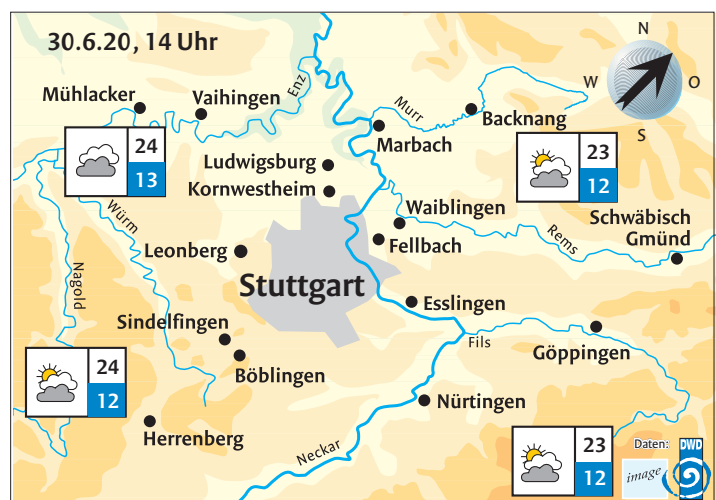 30.6.20, 14 Uhr
N
W
O
S
Enz
Mühlacker
Vaihingen
Murr
Backnang
Marbach
24
13
23
12
Ludwigsburg
Kornwestheim
Würm
Waiblingen
Schwäbisch
Gmünd
Rems
Fellbach
Leonberg
Nagold
Stuttgart
Esslingen
Sindelfingen
Fils
Göppingen
Böblingen
24
12
Nürtingen
Herrenberg
Neckar
23
12
Daten:
DWD
image